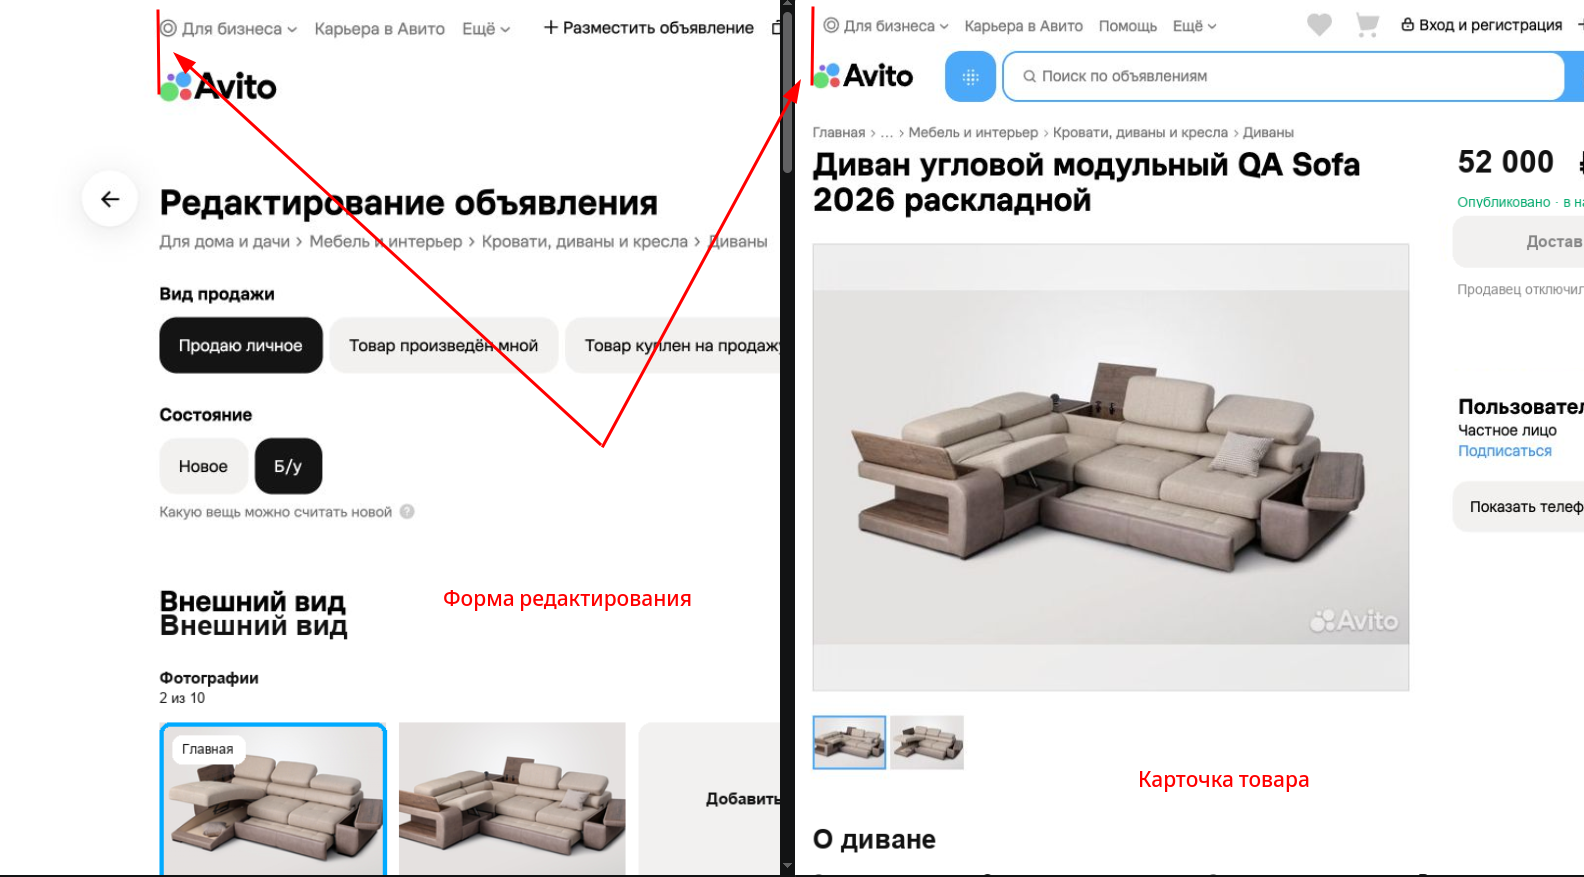 Для бизнеса
Карьера в Авито
Ещё
Разместить объявление
Avito
Редактирование объявления
Для дома и дачи > Мебель и интерьер > Кровати, диваны и кресла > Диваны
Вид продажи
Продаю личное
Товар произведён мной
Товар куплен на продажу
Состояние
Новое
Б/у
Какую вещь можно считать новой ?
Внешний вид
Внешний вид
Форма редактирования
Фотографии
2 из 10
Главная
Добавить
Для бизнеса
Карьера в Авито
Помощь
Ещё
Вход и регистрация
Avito
Поиск по объявлениям
Главная > ... > Мебель и интерьер > Кровати, диваны и кресла > Диваны
Диван угловой модульный QA Sofa
2026 раскладной
52 000
Опубликовано · в н
Достав
Продавец отключил
Пользовател
Частное лицо
Подписаться
Показать телеф
Avito
Карточка товара
О диване